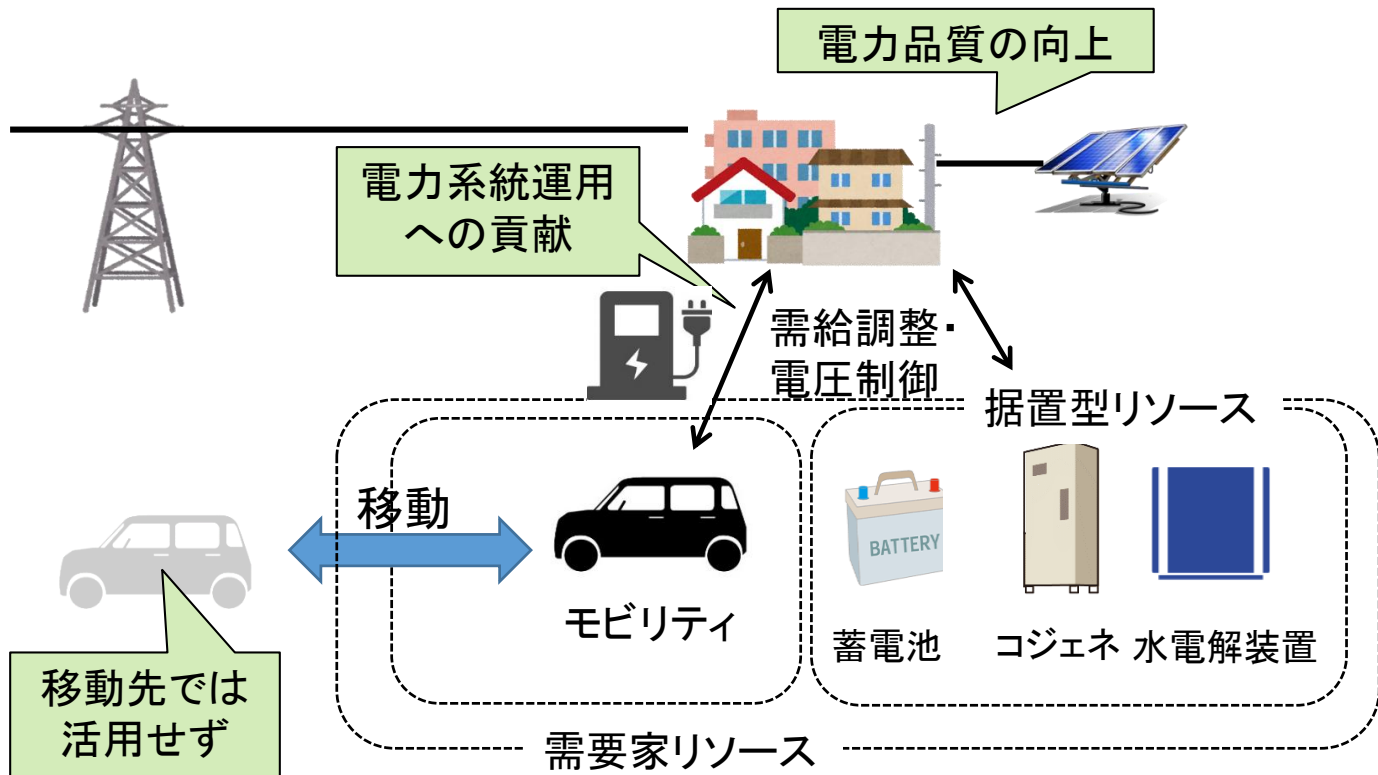 電力品質の向上
電力系統運用
への貢献
需給調整・
電圧制御
据置型リソース
移動
BATTERY
モビリティ
蓄電池
コジェネ
水電解装置
移動先では
活用せず
需要家リソース